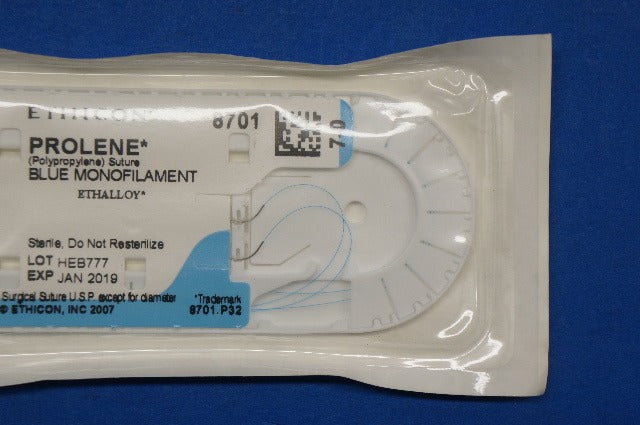 ETHICON*
8701
7-0
PROLENE*
(Polypropylene) Suture
BLUE MONOFILAMENT
ETHALLOY*
Sterile, Do Not Resterilize
LOT HEB777
EXP JAN 2019
Surgical Suture U.S.P. except for diameter
*Trademark
© ETHICON, INC 2007
8701.P32